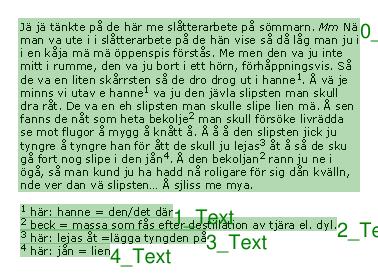 Jä jä tänkte på de här me slåtterarbete på sömmarn. Mm Nä
man va ute i i slåtterarbete på de hän vise så då låg man ju i
i en kåja mä mä öppenspis förstås. Me men den va ju inte
mitt i rumme, den va ju bort i ett hörn, förhåppningsvis. Så
de va en liten skårrsten så de dro drog ut i hanne¹. Å vä je
minns vi utav e hanne¹ va ju den jävla slipsten man skull
dra råt. De va en eh slipsten man skulle slipe lien mä. Å sen
fanns de nåt som heta bekolje² man skull försöke livrädda
se mot flugor å mygg å knått å. Å å å den slipsten jick ju
tyngre å tyngre han för ått de skull ju lejas³ åt å så de sku
gå fort nog slipe i den jån⁴. Å den bekoljan² rann ju ne i
ögå, så man kund ju ha hadd nå roligare för sig dån kvälln,
nde ver dan vä slipsten... Å sjliss me mya.
¹ här: hanne = den/det där
² beck = massa som fås efter destillation av tjära el. dyl.
³ här: lejas åt =lägga tyngden på
⁴ här: jån = lien
0_
1_Text
2_Te
3_Text
4_Text